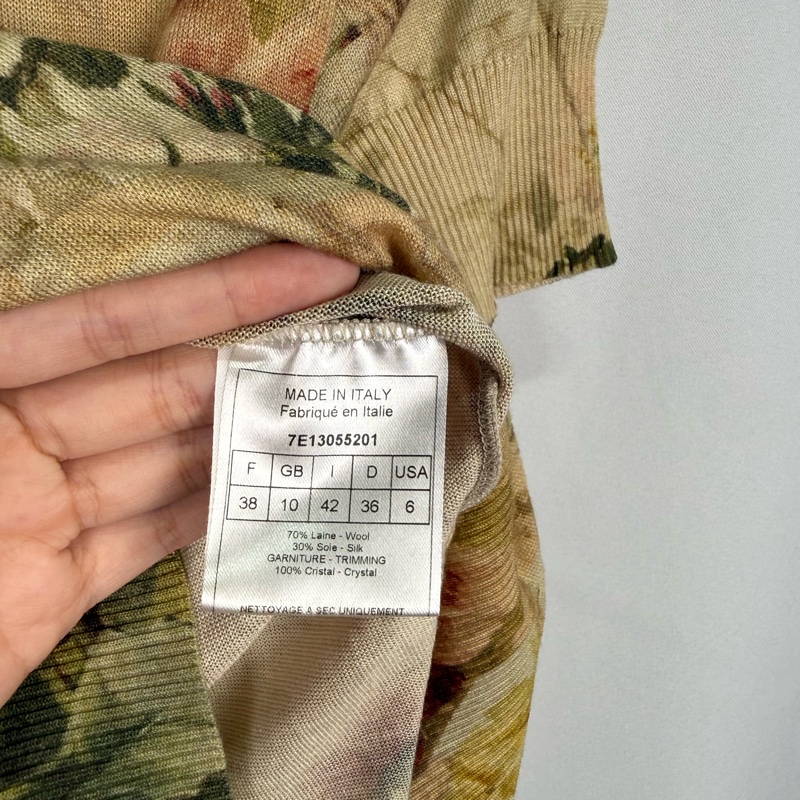 MADE IN ITALY
Fabriqué en Italie
7E13055201
F GB I D USA
38 10 42 36 6
70% Laine - Wool
30% Soie - Silk
GARNITURE - TRIMMING
100% Cristal - Crystal
NETTOYAGE A SEC UNIQUEMENT